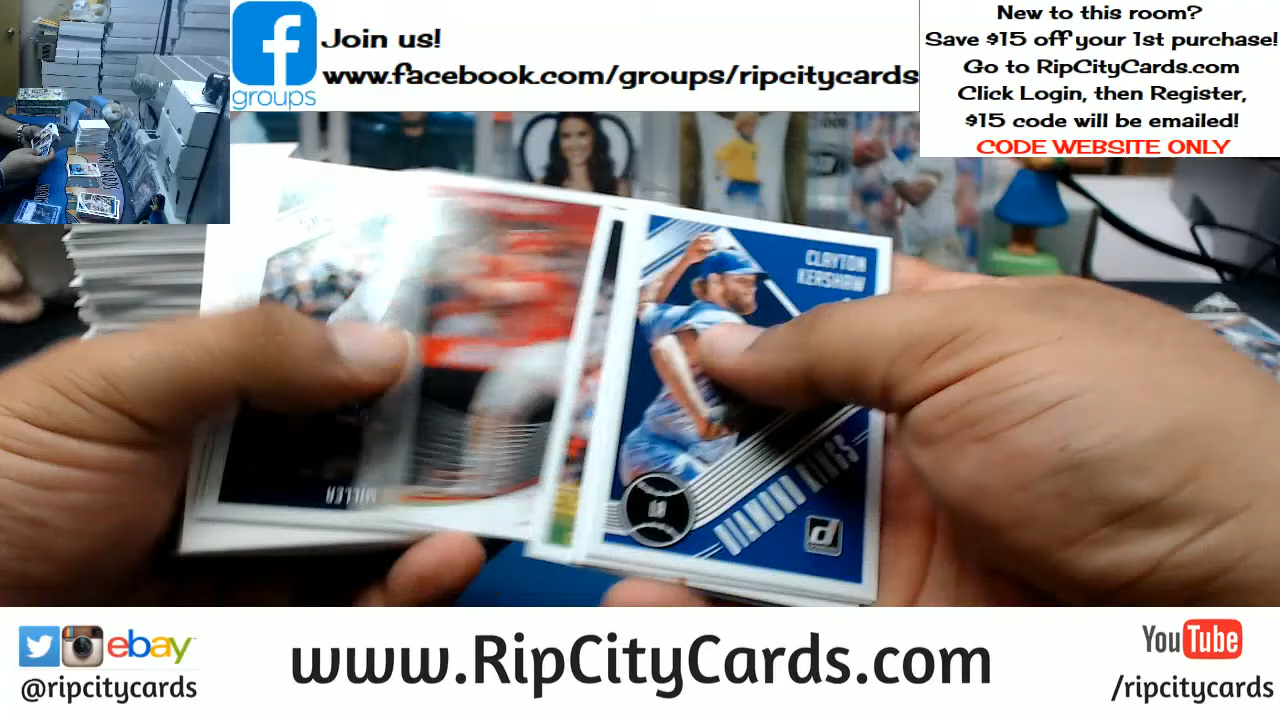 Join us!
www.facebook.com/groups/ripcitycards
groups
New to this room?
Save $15 off your 1st purchase!
Go to RipCityCards.com
Click Login, then Register,
$15 code will be emailed!
CODE WEBSITE ONLY
CLAYTON
KERSHAW
DIAMOND KINGS
MILLER
ebay
@ripcitycards
www.RipCityCards.com
YouTube
/ripcitycards